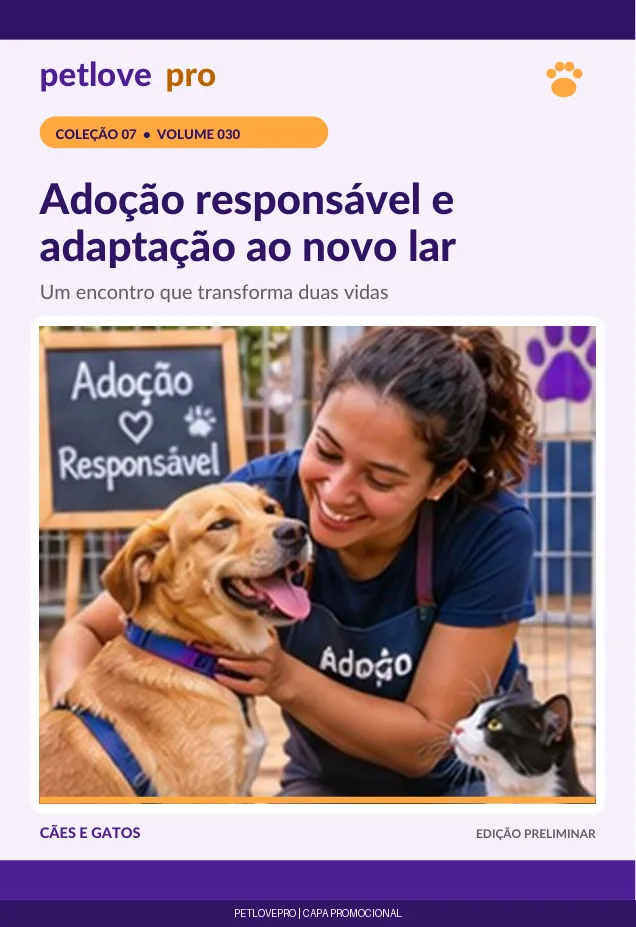 petlove pro
COLEÇÃO 07 ● VOLUME 030
Adoção responsável e
adaptação ao novo lar
Um encontro que transforma duas vidas
Adoção
Responsável
Adoção
CÃES E GATOS
EDIÇÃO PRELIMINAR
PETLOVEPRO | CAPA PROMOCIONAL